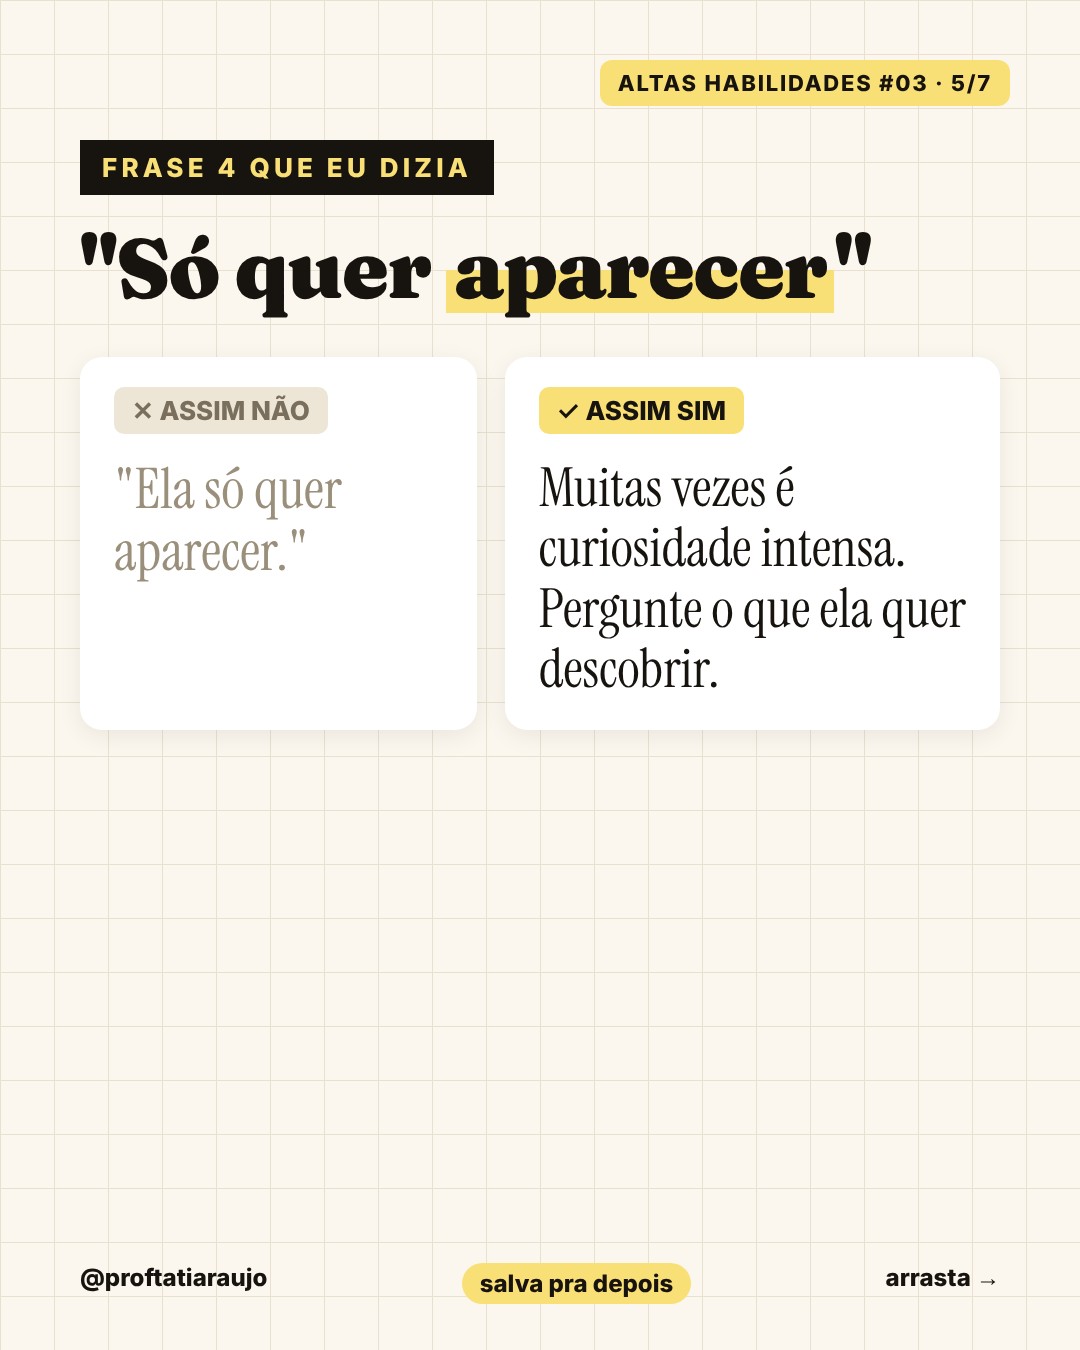 ALTAS HABILIDADES #03 · 5/7
FRASE 4 QUE EU DIZIA
"Só quer aparecer"
✕ ASSIM NÃO
"Ela só quer
aparecer."
✓ ASSIM SIM
Muitas vezes é
curiosidade intensa.
Pergunte o que ela quer
descobrir.
@proftatiaraujo
salva pra depois
arrasta →